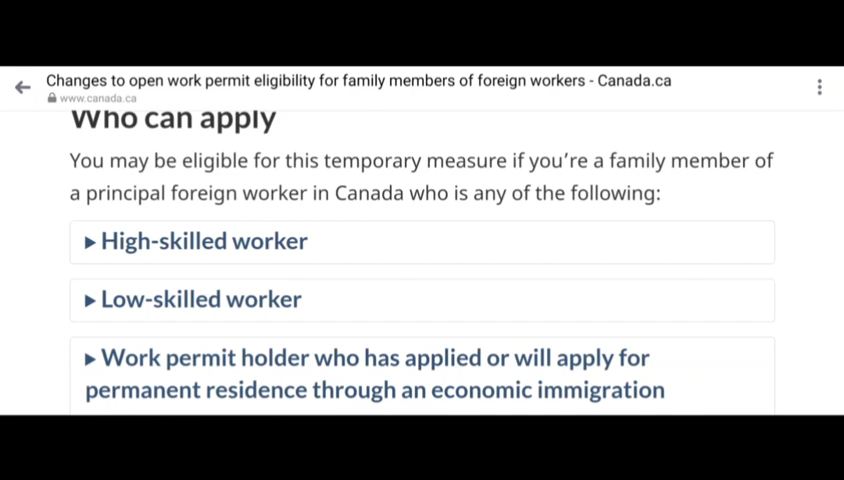 Changes to open work permit eligibility for family members of foreign workers - Canada.ca
www.canada.ca
Who can apply
You may be eligible for this temporary measure if you’re a family member of
a principal foreign worker in Canada who is any of the following:
High-skilled worker
Low-skilled worker
Work permit holder who has applied or will apply for
permanent residence through an economic immigration